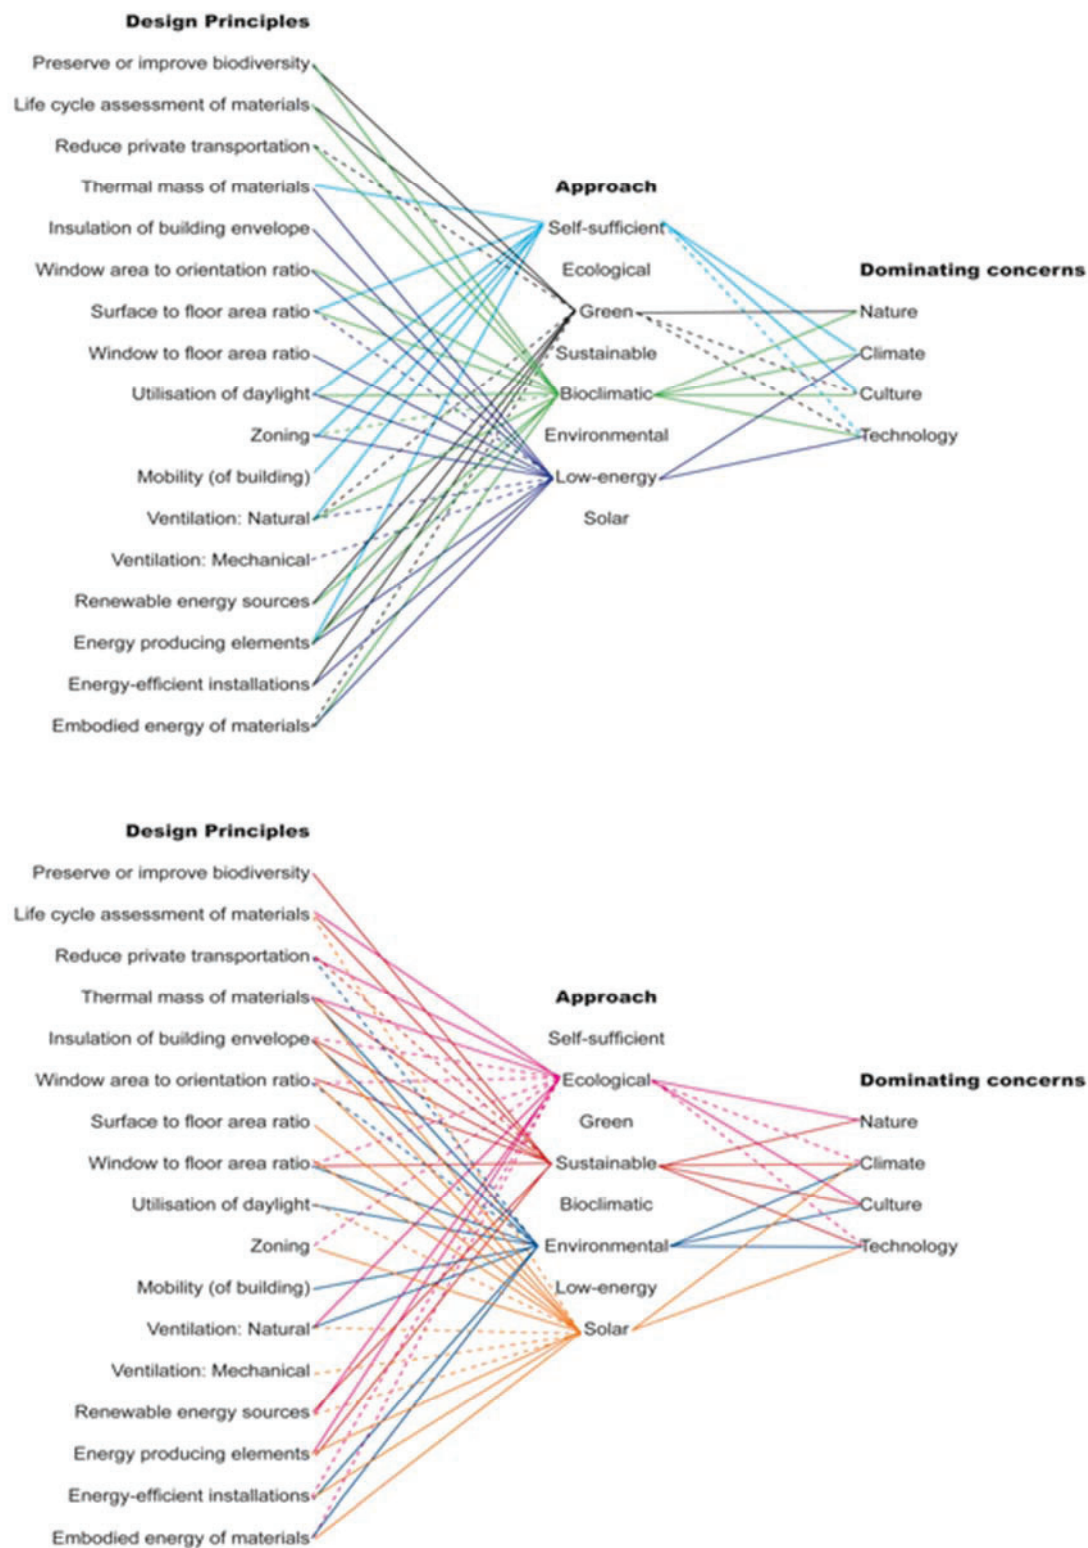 Design Principles
Preserve or improve biodiversity
Life cycle assessment of materials
Reduce private transportation
Thermal mass of materials
Approach
Insulation of building envelope
Self-sufficient
Window area to orientation ratio
Ecological
Dominating concerns
Surface to floor area ratio
Green
Nature
Window to floor area ratio
Sustainable
Climate
Utilisation of daylight
Bioclimatic
Culture
Zoning
Environmental
Technology
Mobility (of building)
Low-energy
Ventilation: Natural
Solar
Ventilation: Mechanical
Renewable energy sources
Energy producing elements
Energy-efficient installations
Embodied energy of materials
Design Principles
Preserve or improve biodiversity
Life cycle assessment of materials
Reduce private transportation
Thermal mass of materials
Approach
Insulation of building envelope
Self-sufficient
Window area to orientation ratio
Ecological
Dominating concerns
Surface to floor area ratio
Green
Nature
Window to floor area ratio
Sustainable
Climate
Utilisation of daylight
Bioclimatic
Culture
Zoning
Environmental
Technology
Mobility (of building)
Low-energy
Ventilation: Natural
Solar
Ventilation: Mechanical
Renewable energy sources
Energy producing elements
Energy-efficient installations
Embodied energy of materials